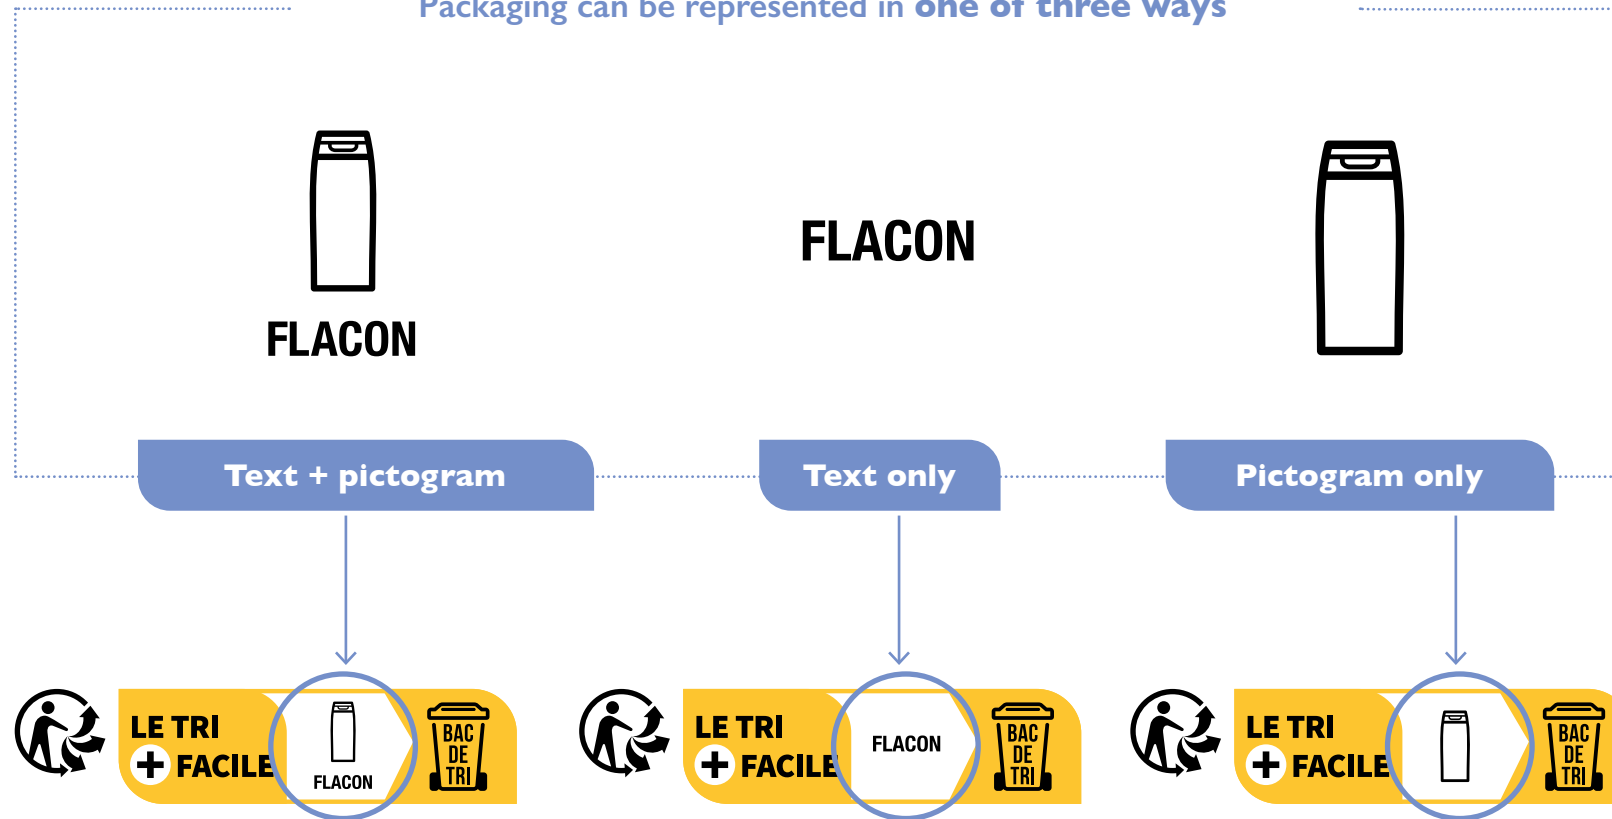 Packaging can be represented in one of three ways
FLACON
FLACON
Text + pictogram
Text only
Pictogram only
LE TRI
+ FACILE
FLACON
BAC
DE
TRI
LE TRI
+ FACILE
FLACON
BAC
DE
TRI
LE TRI
+ FACILE
BAC
DE
TRI